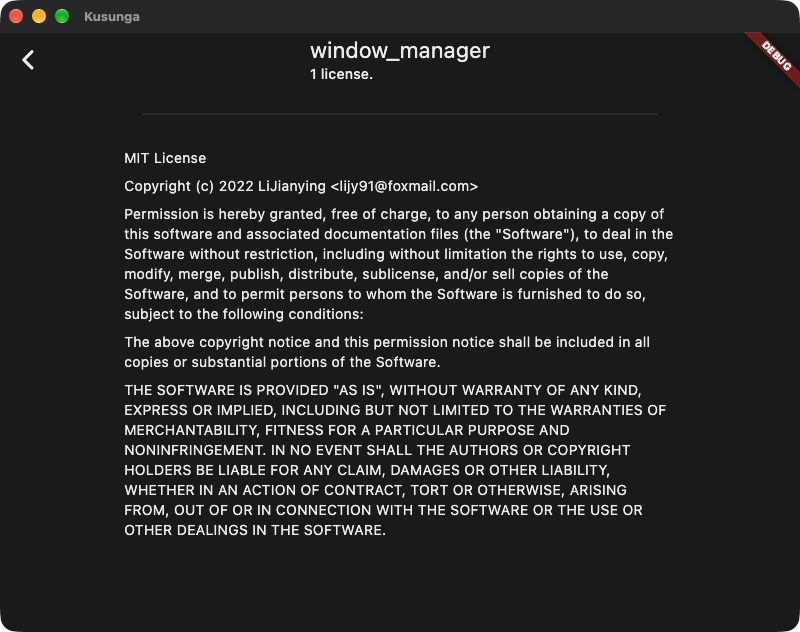 Kusunga
window_manager
1 license.
DEBUG
MIT License
Copyright (c) 2022 LiJianying <lijy91@foxmail.com>
Permission is hereby granted, free of charge, to any person obtaining a copy of
this software and associated documentation files (the "Software"), to deal in the
Software without restriction, including without limitation the rights to use, copy,
modify, merge, publish, distribute, sublicense, and/or sell copies of the
Software, and to permit persons to whom the Software is furnished to do so,
subject to the following conditions:
The above copyright notice and this permission notice shall be included in all
copies or substantial portions of the Software.
THE SOFTWARE IS PROVIDED "AS IS", WITHOUT WARRANTY OF ANY KIND,
EXPRESS OR IMPLIED, INCLUDING BUT NOT LIMITED TO THE WARRANTIES OF
MERCHANTABILITY, FITNESS FOR A PARTICULAR PURPOSE AND
NONINFRINGEMENT. IN NO EVENT SHALL THE AUTHORS OR COPYRIGHT
HOLDERS BE LIABLE FOR ANY CLAIM, DAMAGES OR OTHER LIABILITY,
WHETHER IN AN ACTION OF CONTRACT, TORT OR OTHERWISE, ARISING
FROM, OUT OF OR IN CONNECTION WITH THE SOFTWARE OR THE USE OR
OTHER DEALINGS IN THE SOFTWARE.